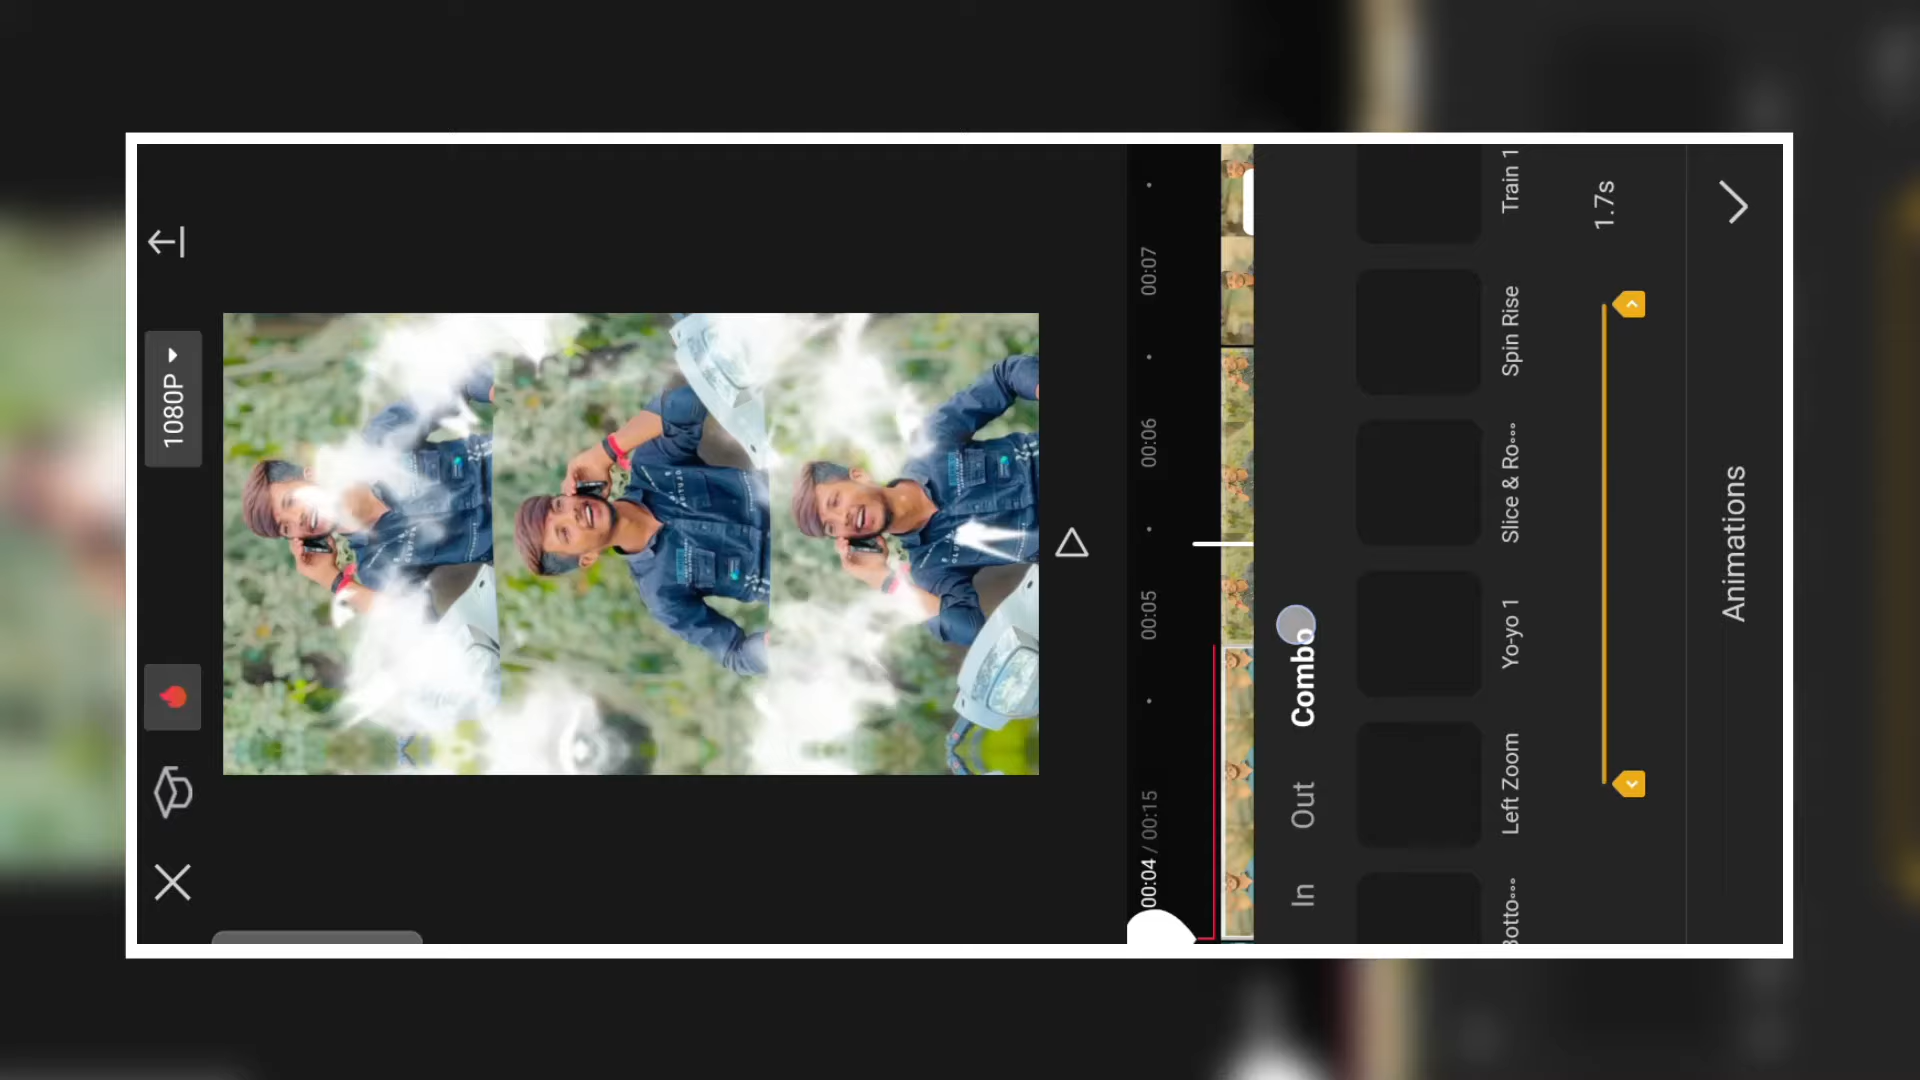 1080P
00:04 / 00:15
00:05
00:06
00:07
In
Out
Combo
Botto...
Left Zoom
Yo-yo 1
Slice & Ro...
Spin Rise
Train 1
1.7s
Animations